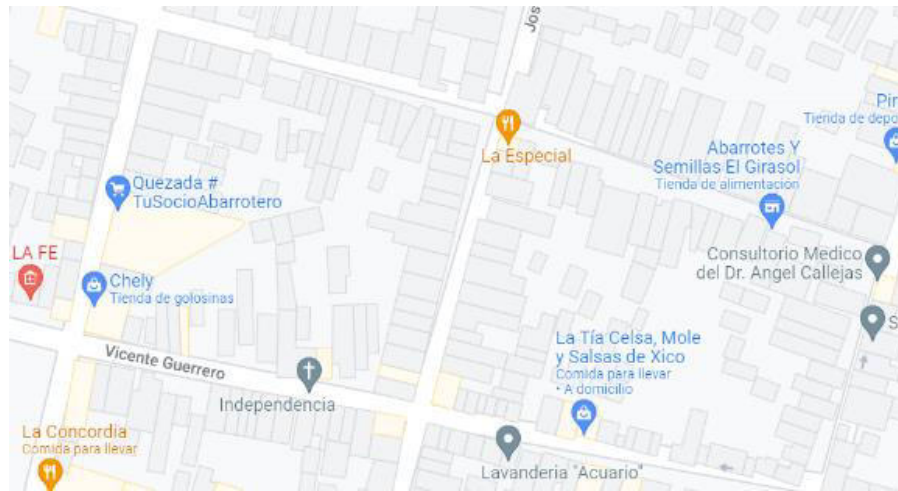 Jos
La Especial
Pin
Tienda de depo
Abarrotes Y
Semillas El Girasol
Tienda de alimentación
Quezada #
TuSocioAbarrotero
LA FE
Chely
Tienda de golosinas
Consultorio Medico
del Dr. Angel Callejas
S
Vicente Guerrero
Independencia
La Tía Celsa, Mole
y Salsas de Xico
Comida para llevar
• A domicilio
La Concordia
Comida para llevar
Lavanderia "Acuario"